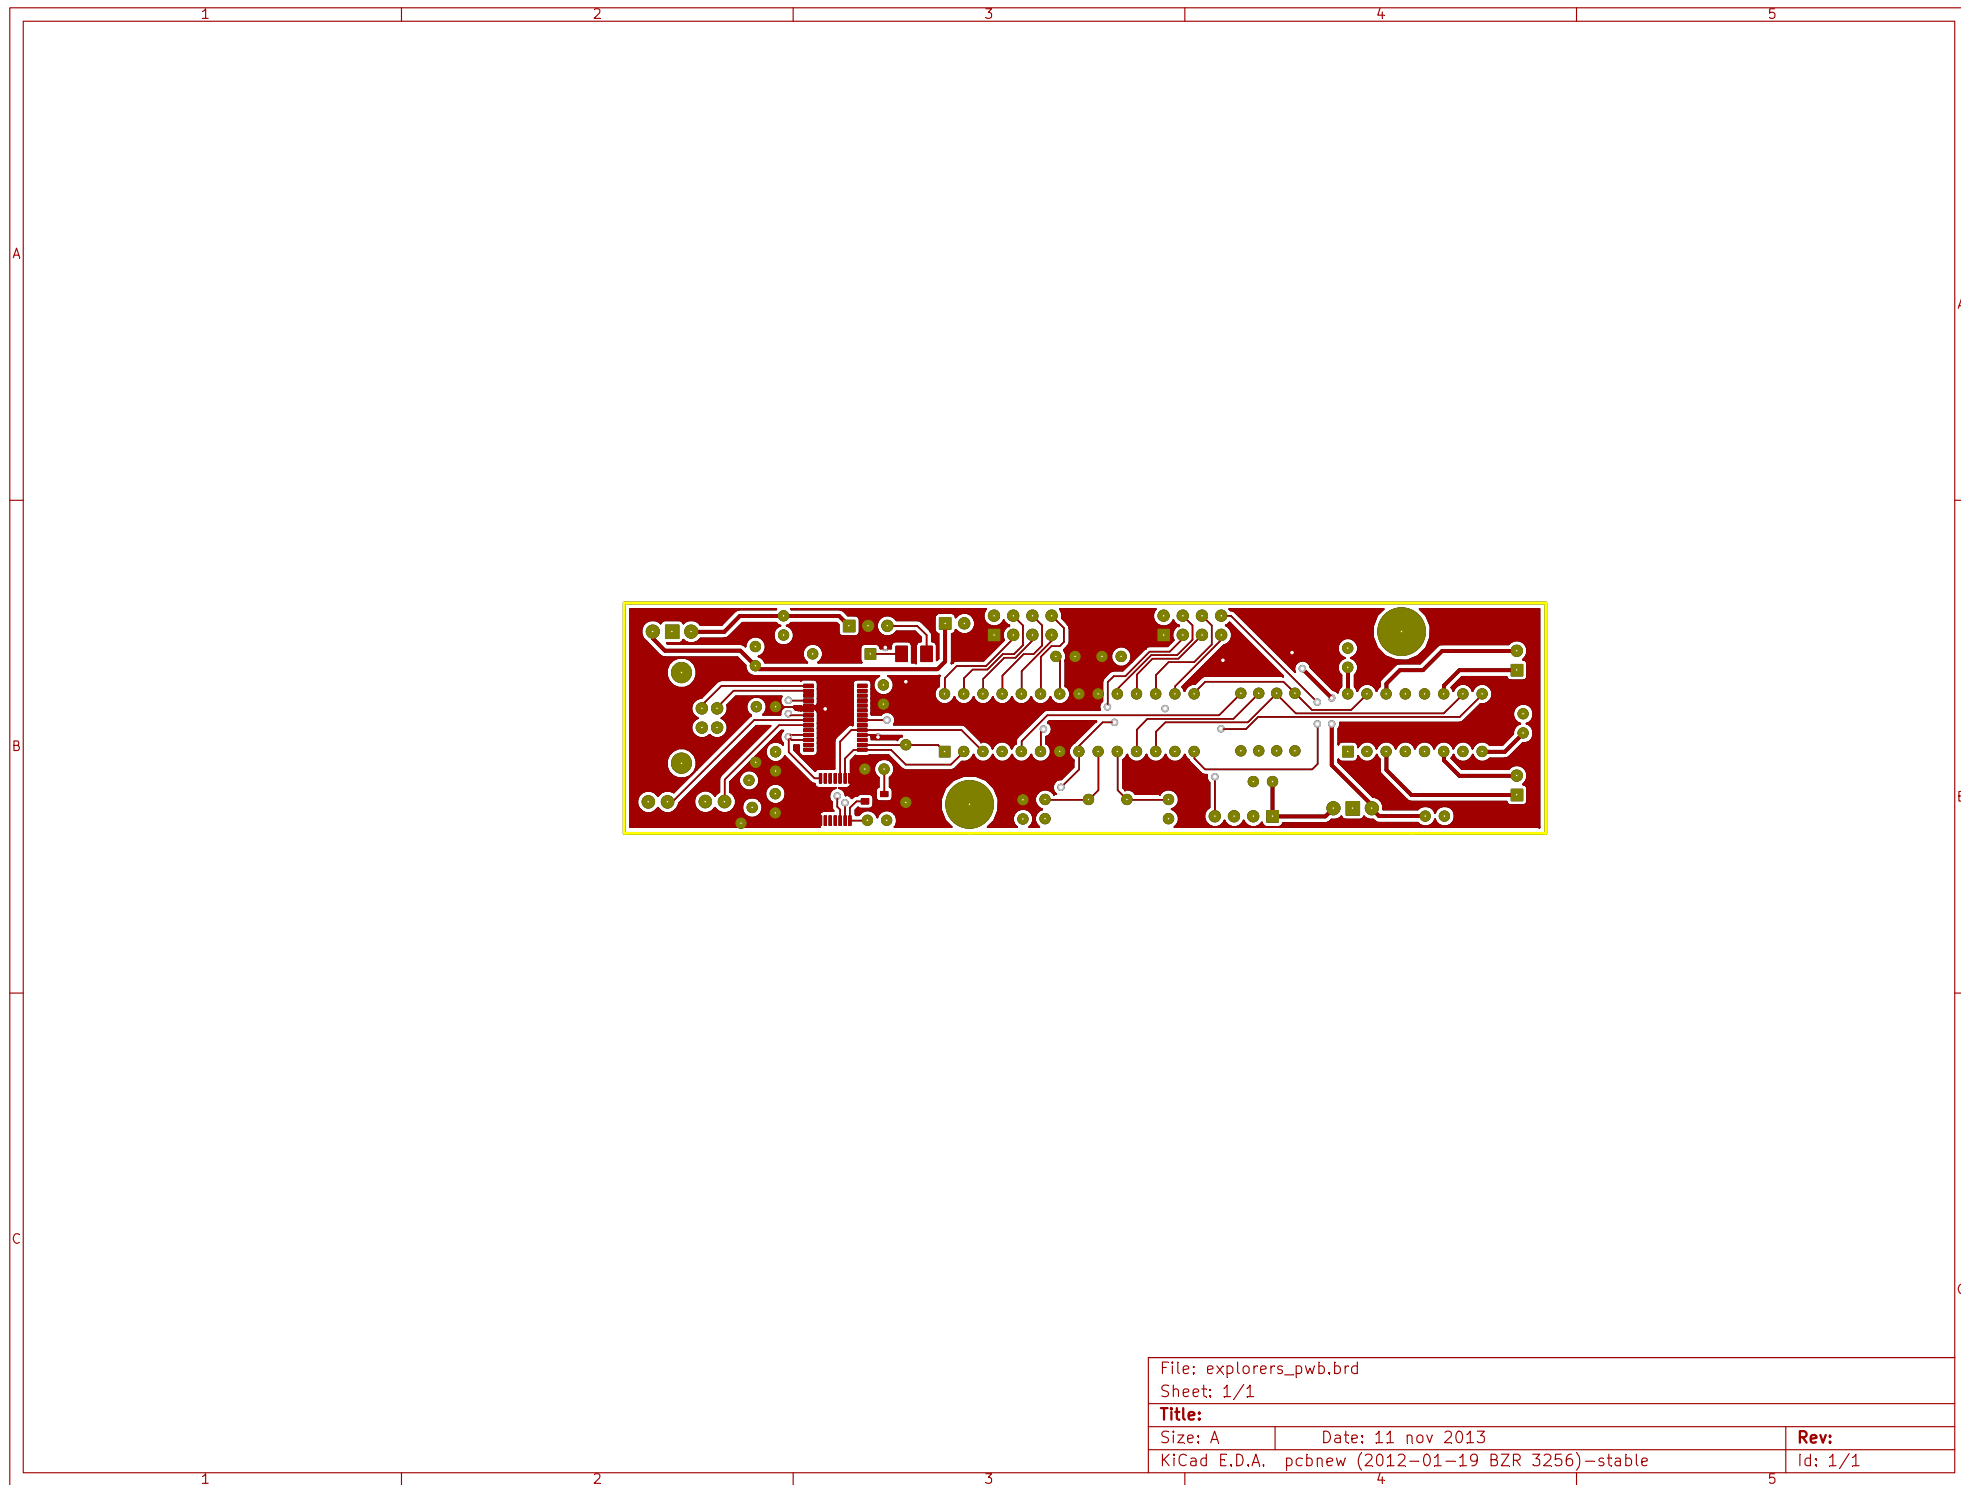 1 2 3 4 5
A
A
B
B
C
C
File: explorers_pwb.brd
Sheet: 1/1
Title:
Size: A Date: 11 nov 2013 Rev:
KiCad E.D.A. pcbnew (2012-01-19 BZR 3256)-stable Id: 1/1
1 2 3 4 5